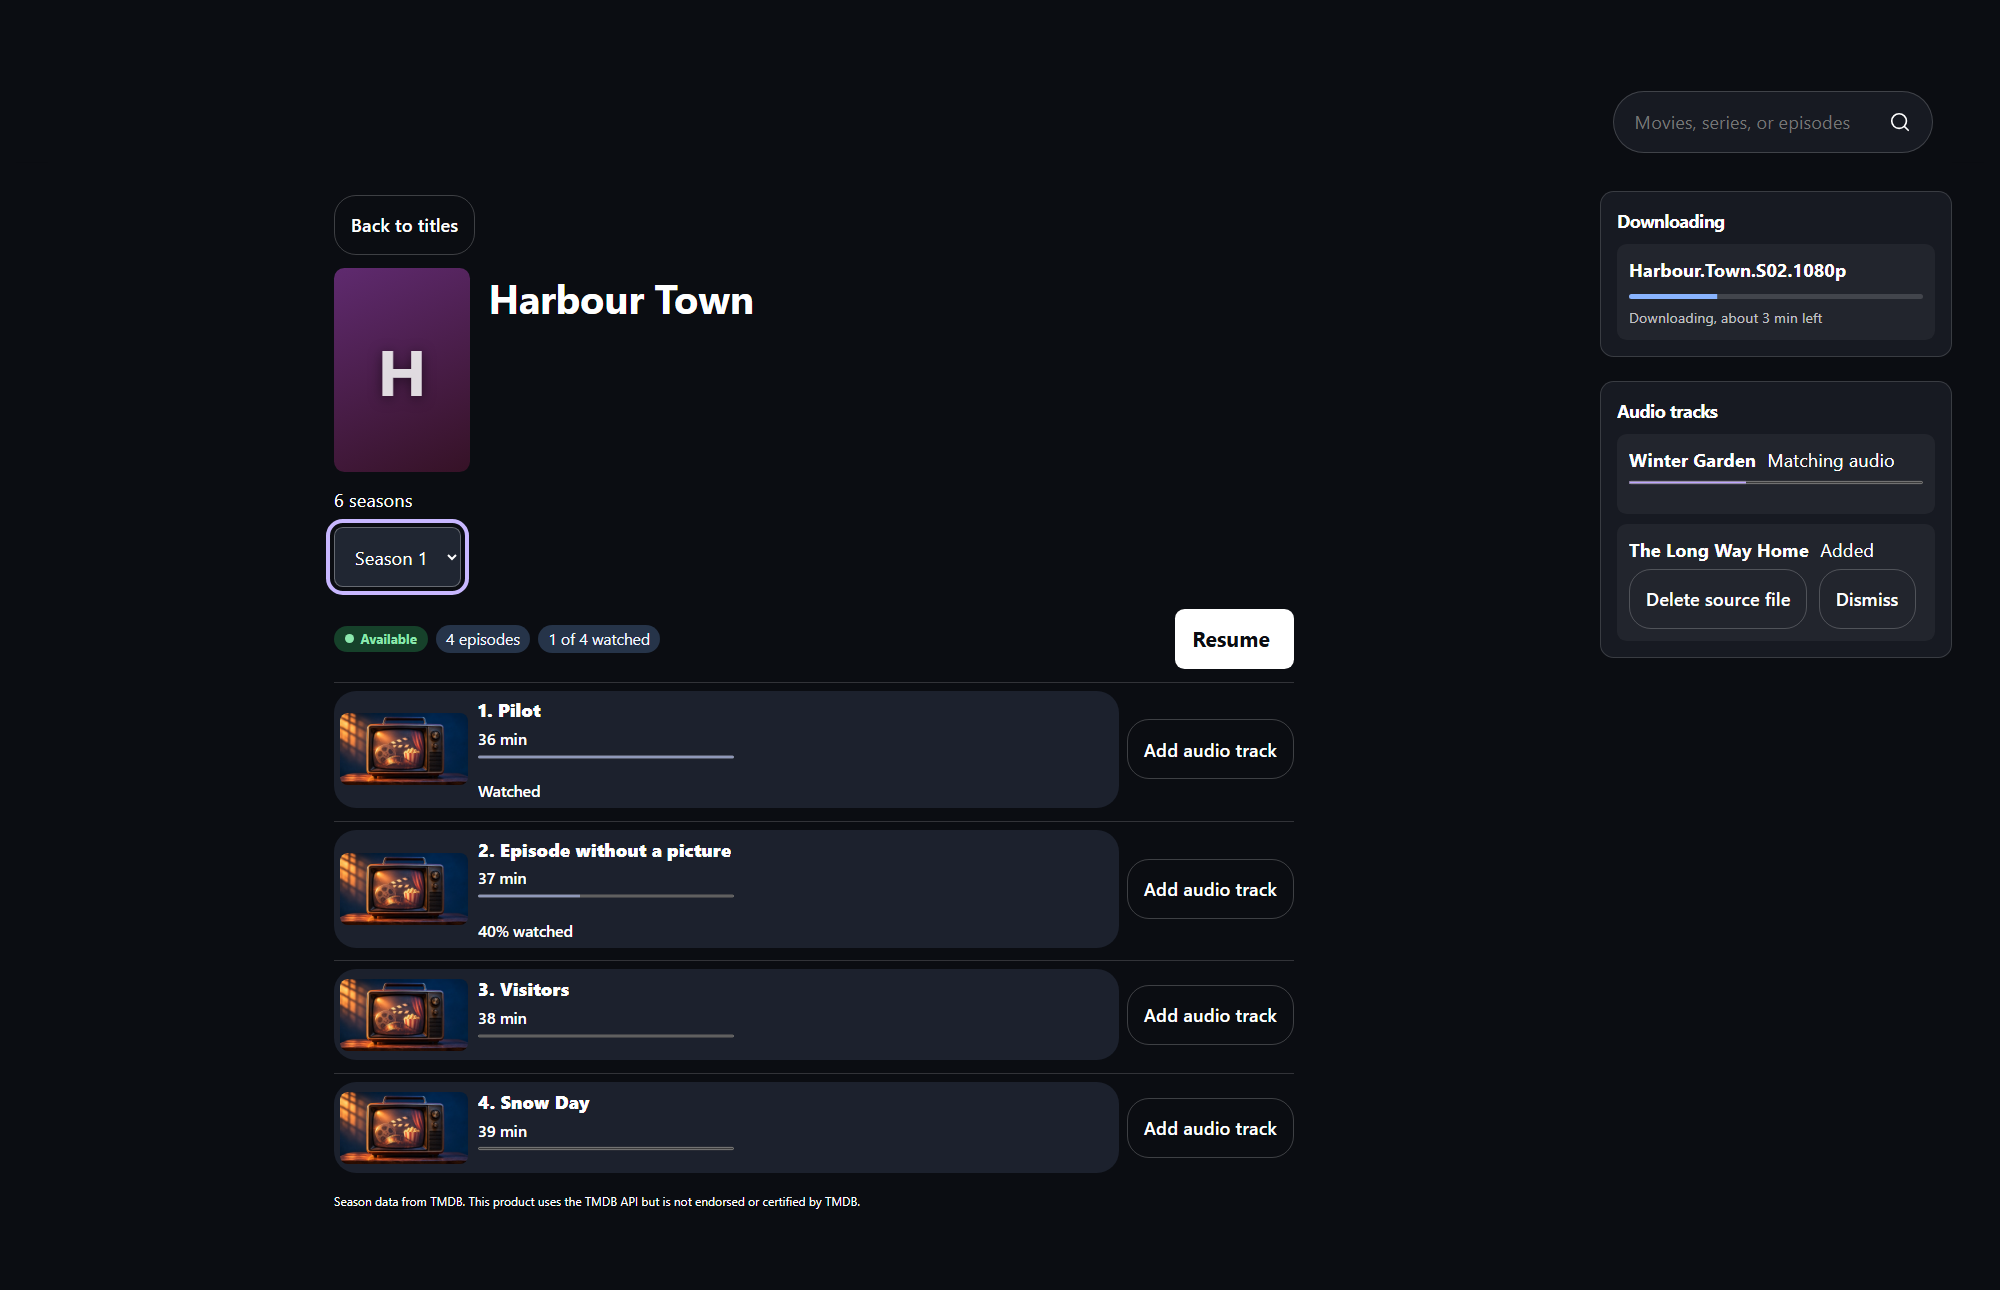 Movies, series, or episodes
Back to titles
H
Harbour Town
6 seasons
Season 1
Available
4 episodes
1 of 4 watched
Resume
1. Pilot
36 min
Watched
Add audio track
2. Episode without a picture
37 min
40% watched
Add audio track
3. Visitors
38 min
Add audio track
4. Snow Day
39 min
Add audio track
Season data from TMDB. This product uses the TMDB API but is not endorsed or certified by TMDB.
Downloading
Harbour.Town.S02.1080p
Downloading, about 3 min left
Audio tracks
Winter Garden Matching audio
The Long Way Home Added
Delete source file
Dismiss